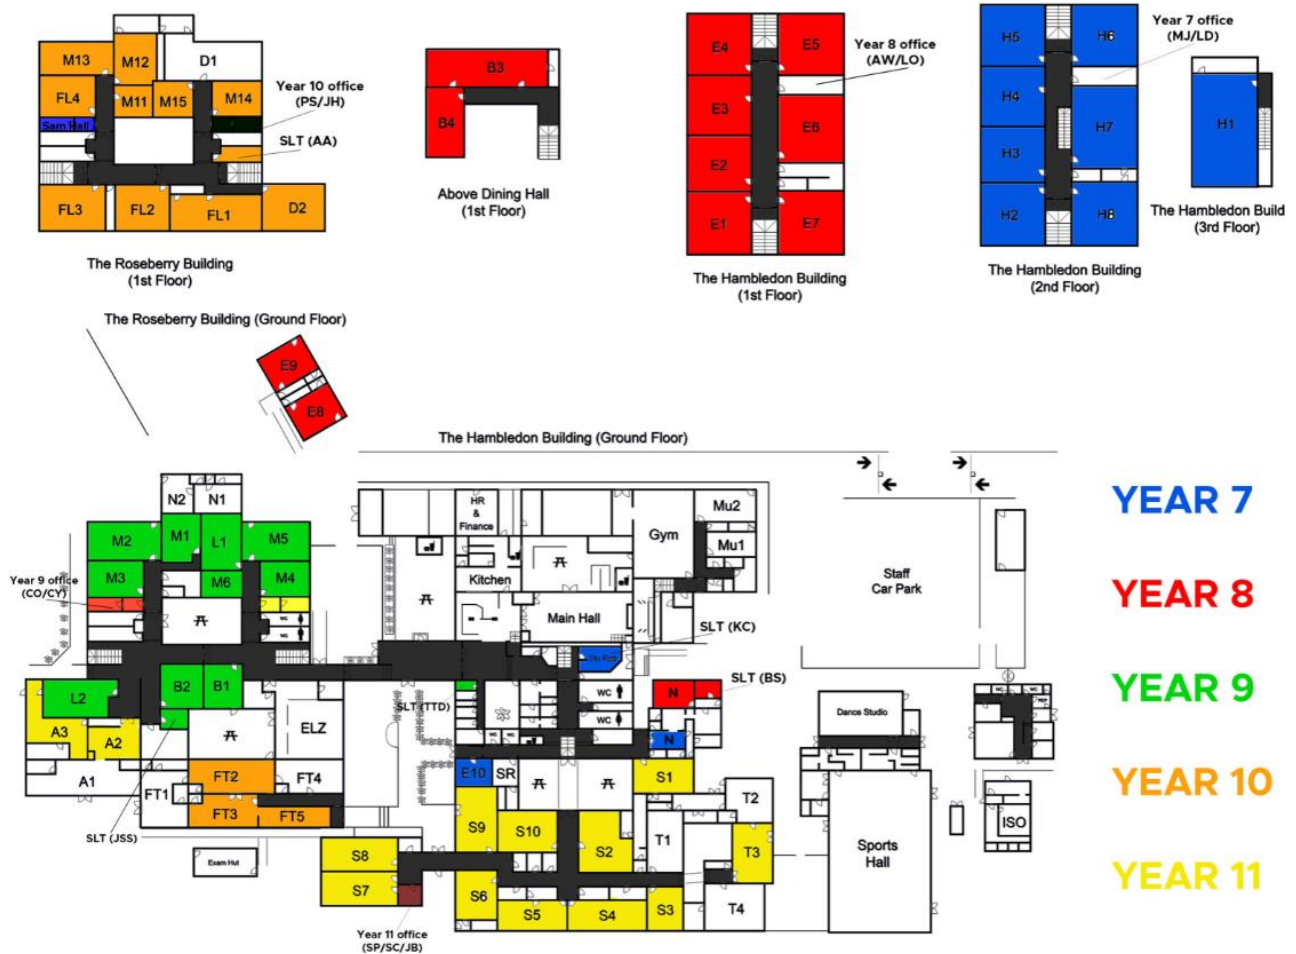 M13
M12
D1
FL4
M11
M15
M14
Sam Hall
Year 10 office
(PS/JH)
SLT (AA)
FL3
FL2
FL1
D2
The Roseberry Building
(1st Floor)
B3
B4
Above Dining Hall
(1st Floor)
E4
E5
E3
E6
E2
E1
E7
Year 8 office
(AW/LO)
The Hambledon Building
(1st Floor)
H5
H6
H4
H7
H3
H2
H8
Year 7 office
(MJ/LD)
The Hambledon Building
(2nd Floor)
H1
The Hambledon Build
(3rd Floor)
The Roseberry Building (Ground Floor)
E9
E8
The Hambledon Building (Ground Floor)
N2
N1
M2
M1
L1
M5
M3
M6
M4
Year 9 office
(CO/CY)
WC
WC
L2
B2
B1
A3
A2
A1
ELZ
FT2
FT4
FT1
FT3
FT5
SLT (JSS)
Exam Hut
HR
&
Finance
Kitchen
Main Hall
Gym
Mu2
Mu1
SLT (KC)
SLT (BS)
SLT (TTD)
WC
WC
N
N
E10
SR
S1
S9
S10
S2
T1
T2
T3
S8
S7
S6
S5
S4
S3
T4
Year 11 office
(SP/SC/JB)
Staff
Car Park
Dance Studio
Sports
Hall
WC
WC
ISO
YEAR 7
YEAR 8
YEAR 9
YEAR 10
YEAR 11